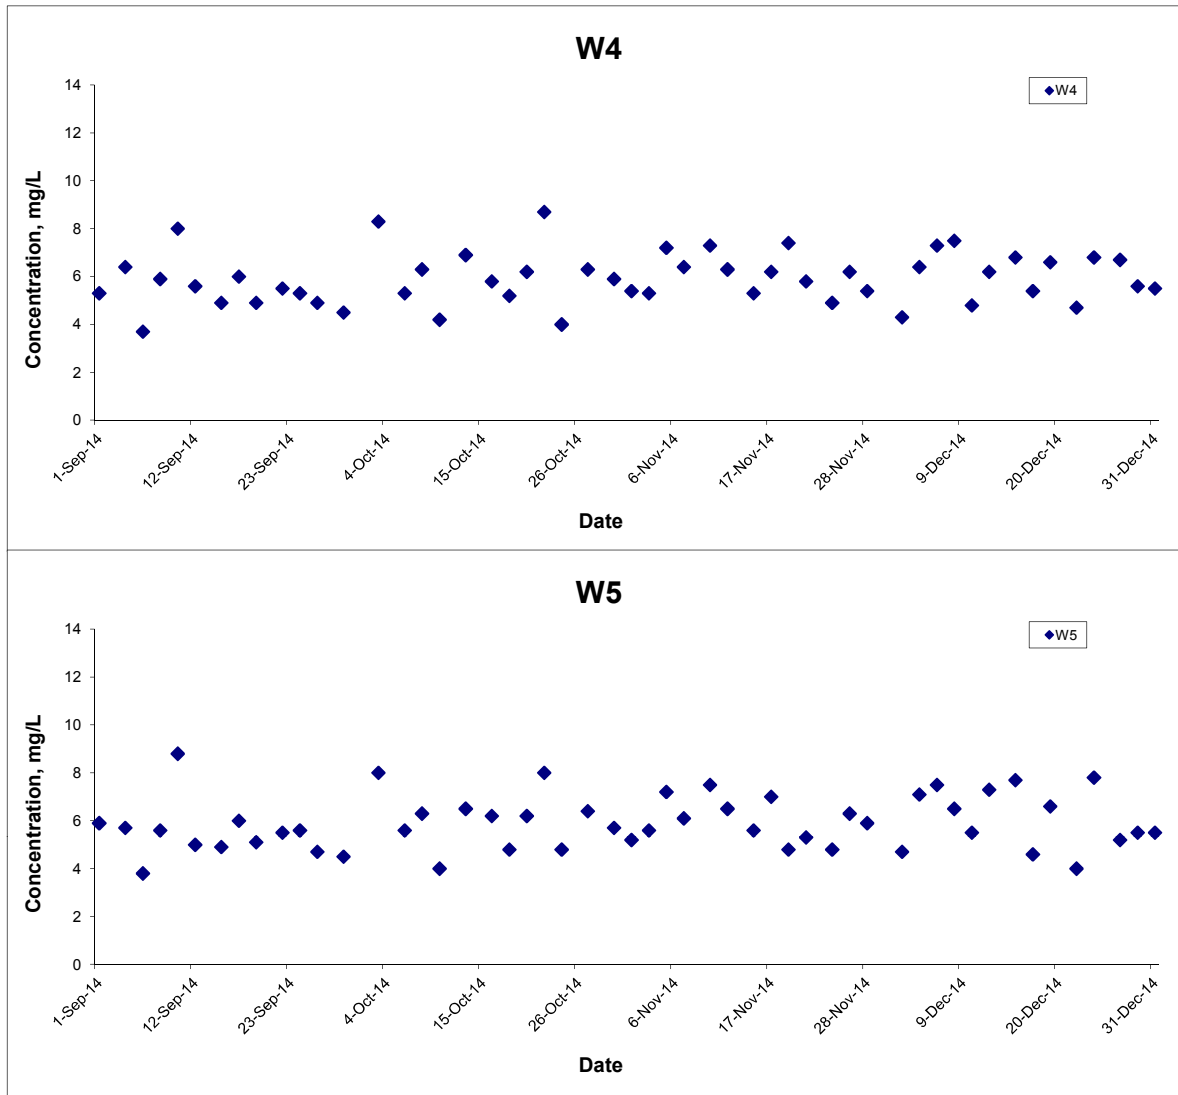 W4
W4
14
12
10
8
6
4
2
0
Concentration, mg/L
1-Sep-14 12-Sep-14 23-Sep-14 4-Oct-14 15-Oct-14 26-Oct-14 6-Nov-14 17-Nov-14 28-Nov-14 9-Dec-14 20-Dec-14 31-Dec-14
Date
W5
W5
14
12
10
8
6
4
2
0
Concentration, mg/L
1-Sep-14 12-Sep-14 23-Sep-14 4-Oct-14 15-Oct-14 26-Oct-14 6-Nov-14 17-Nov-14 28-Nov-14 9-Dec-14 20-Dec-14 31-Dec-14
Date